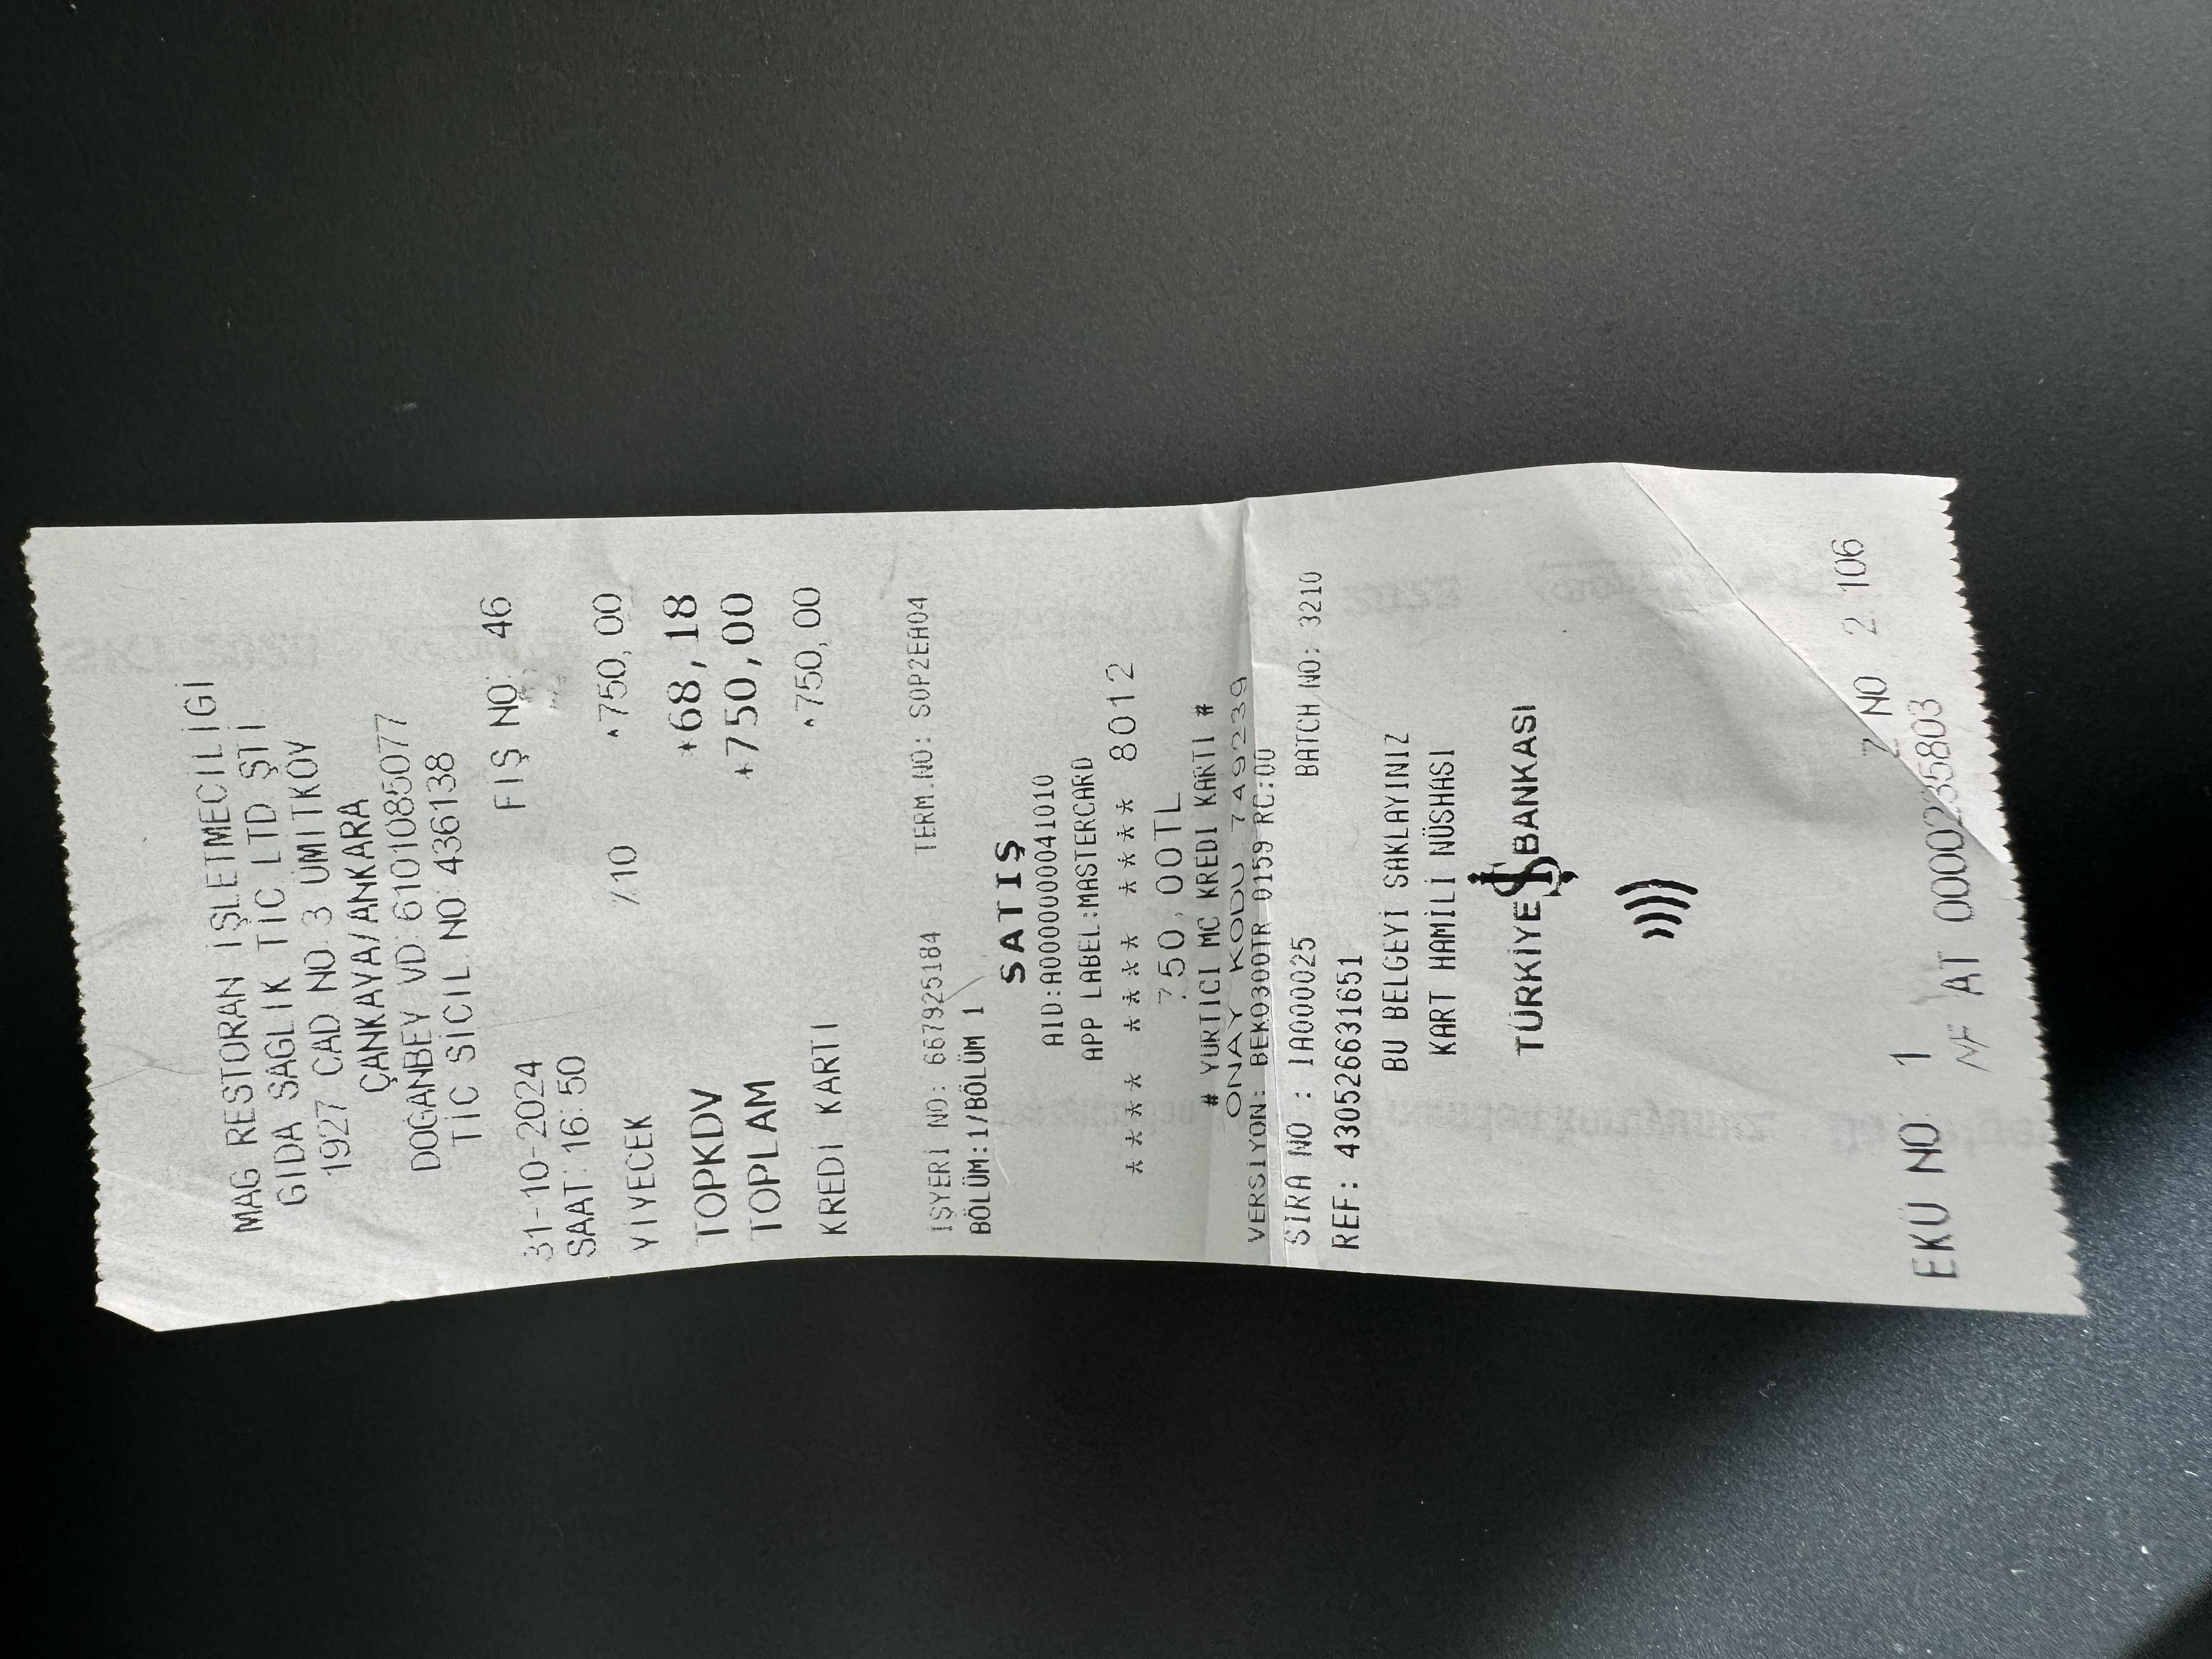 MAG RESTORAN İŞLETMECİLİGİ
GIDA SAGLIK TİC LTD ŞTİ
1927 CAD NO:3 ÜMİTKÖY
ÇANKAYA/ANKARA
DOGANBEY VD:6101085077
TİC SİCİL NO:436138
31-10-2024 FİŞ NO: 46
SAAT:16:50
YİYECEK %10 *750,00
TOPKDV *68,18
TOPLAM *750,00
KREDİ KARTI *750,00
İŞYERİ NO: 667925184 TERM.NO: S0P2EA04
BÖLÜM:1/BÖLÜM 1
SATIŞ
AID:A0000000041010
APP LABEL:MASTERCARD
**** **** **** 8012
750,00TL
# YURTICI MC KREDI KARTI #
ONAY KODU:749239
VERSİYON: BEKO300TR 0159 RC:00
SIRA NO : 1A000025 BATCH NO: 3210
REF: 430526631651
BU BELGEYİ SAKLAYINIZ
KART HAMİLİ NÜSHASI
TÜRKİYE İŞ BANKASI
EKÜ NO: 1 Z NO 2.106
MF AT 0000235803